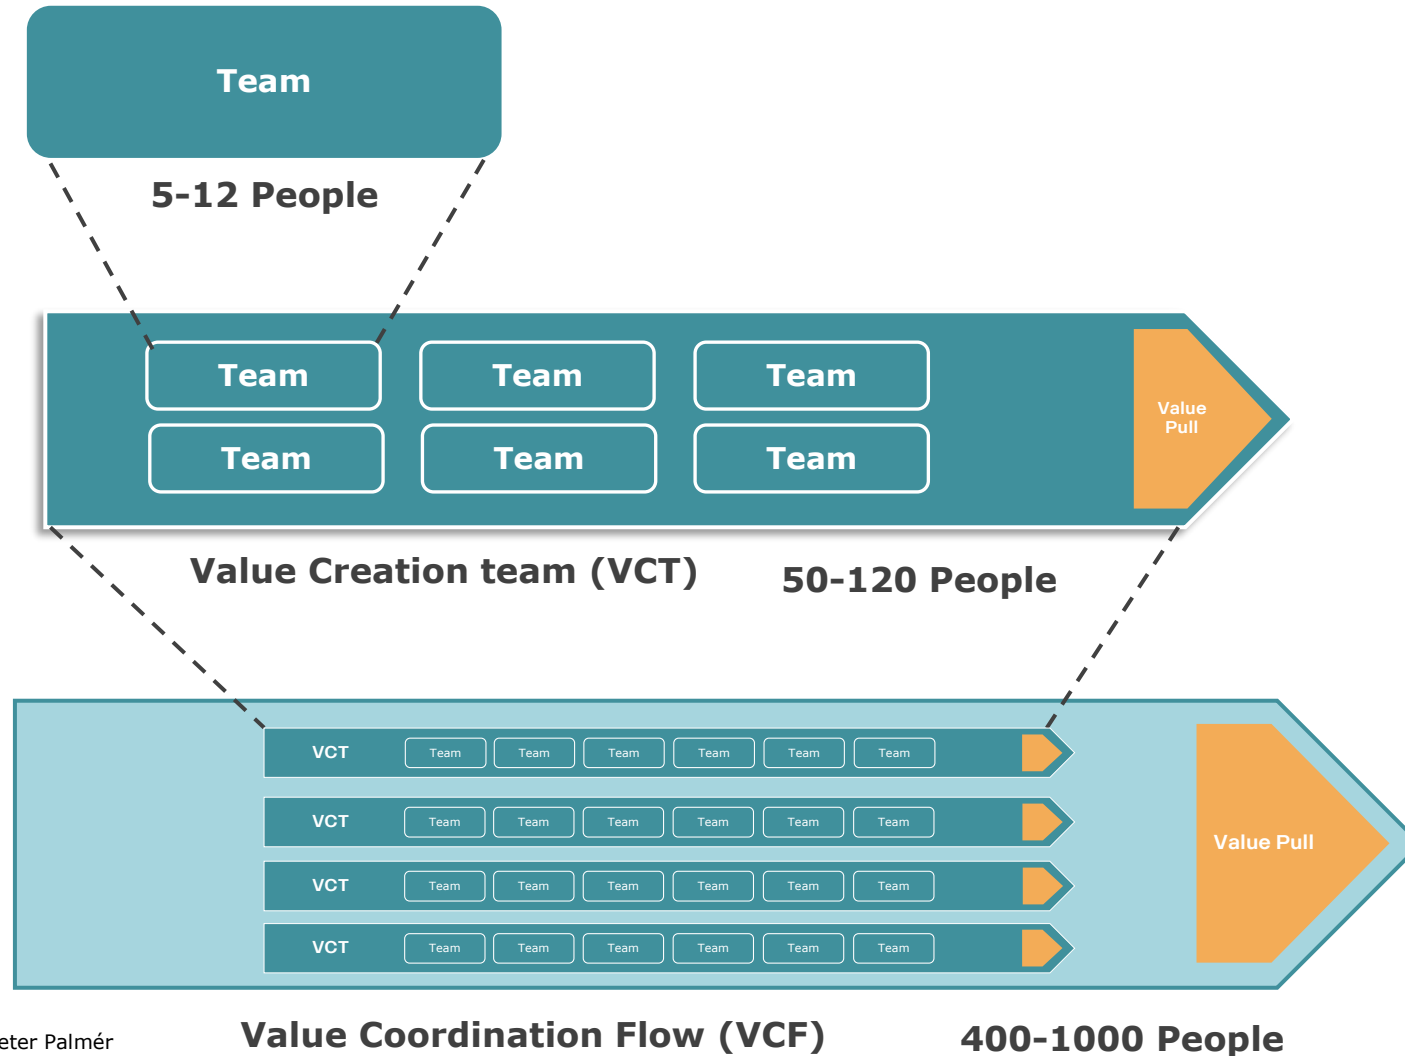 Team
5-12 People
Team Team Team
Value
Pull
Team Team Team
Value Creation team (VCT) 50-120 People
VCT Team Team Team Team Team Team
VCT Team Team Team Team Team Team
Value Pull
VCT Team Team Team Team Team Team
VCT Team Team Team Team Team Team
eter Palmér Value Coordination Flow (VCF) 400-1000 People